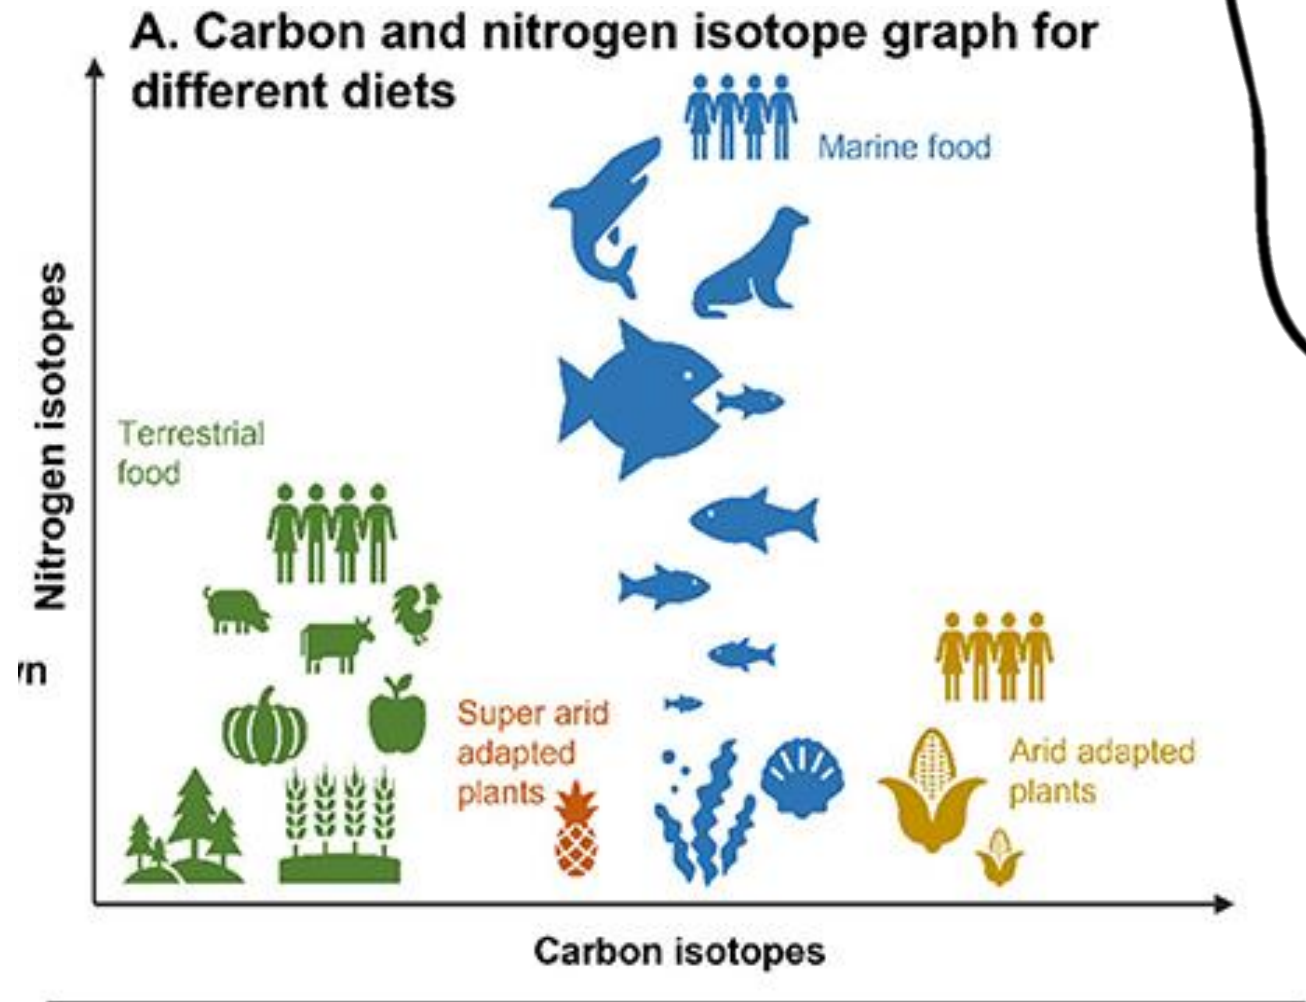 A. Carbon and nitrogen isotope graph for
different diets
Marine food
Nitrogen isotopes
Terrestrial
food
Super arid
adapted
plants
Arid adapted
plants
Carbon isotopes